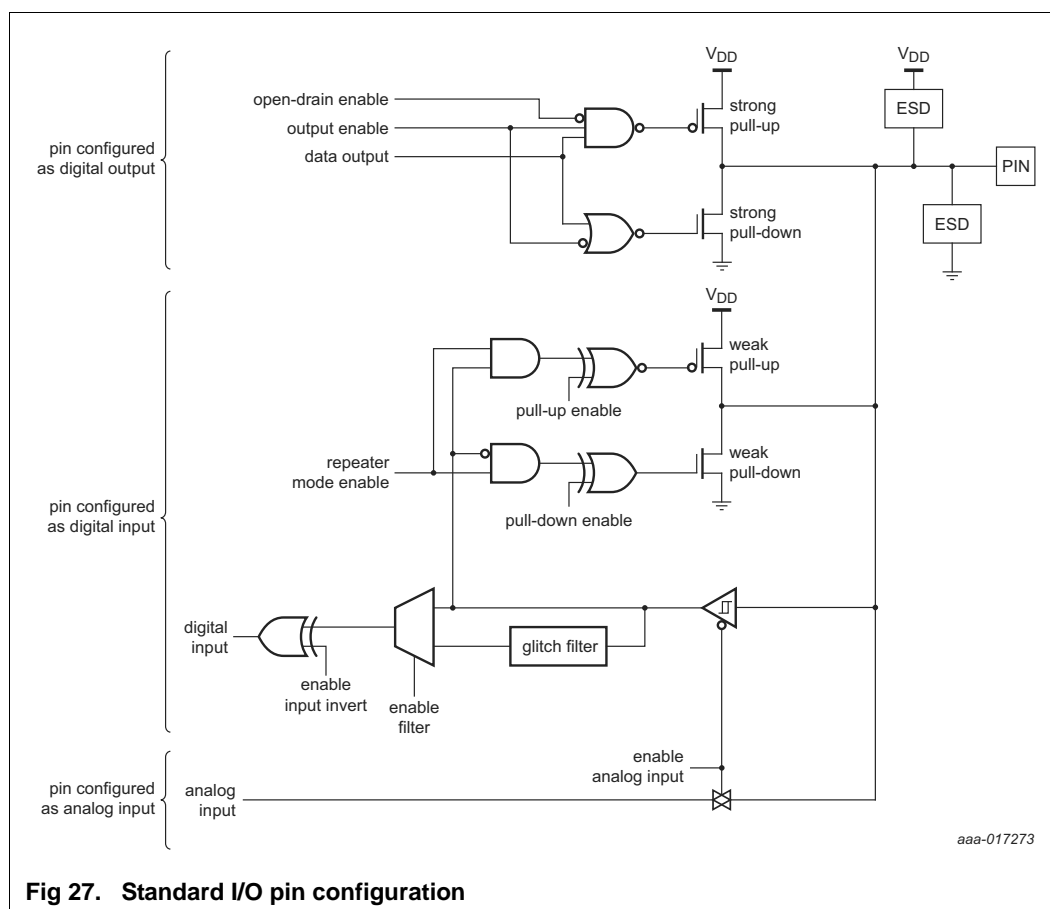 pin configured
as digital output
open-drain enable
output enable
data output
VDD
strong
pull-up
strong
pull-down
VDD
ESD
PIN
ESD
pin configured
as digital input
VDD
weak
pull-up
pull-up enable
repeater
mode enable
weak
pull-down
pull-down enable
digital
input
enable
input invert
enable
filter
glitch filter
pin configured
as analog input
analog
input
enable
analog input
aaa-017273
Fig 27. Standard I/O pin configuration